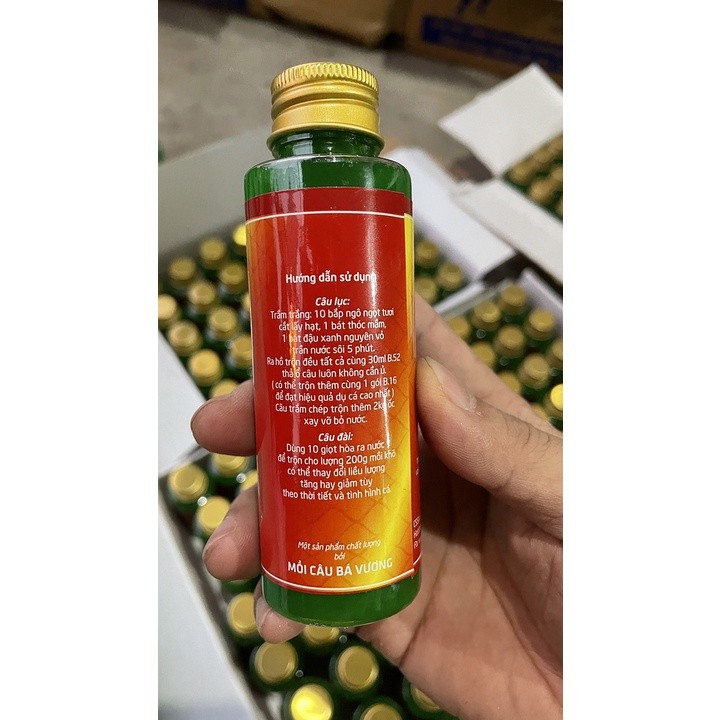 Hướng dẫn sử dụng
Câu lục:
Trắm trắng: 10 bắp ngô ngọt tươi
cắt lấy hạt, 1 bát thóc mầm,
1 bát đậu xanh nguyên vỏ
trần nước sôi 5 phút.
Ra hồ trộn đều tất cả cùng 30ml B.52
thả ổ câu luôn không cần ủ.
( có thể trộn thêm cùng 1 gói B.16
để đạt hiệu quả dụ cá cao nhất )
Câu trắm chép trộn thêm 2kg ốc
xay vỡ bỏ nước.
Câu đài:
Dùng 10 giọt hòa ra nước
để trộn cho lượng 200g mồi khô
có thể thay đổi liều lượng
tăng hay giảm tùy
theo thời tiết và tình hình cá.
Một sản phẩm chất lượng
bởi
MỒI CÂU BÁ VƯƠNG